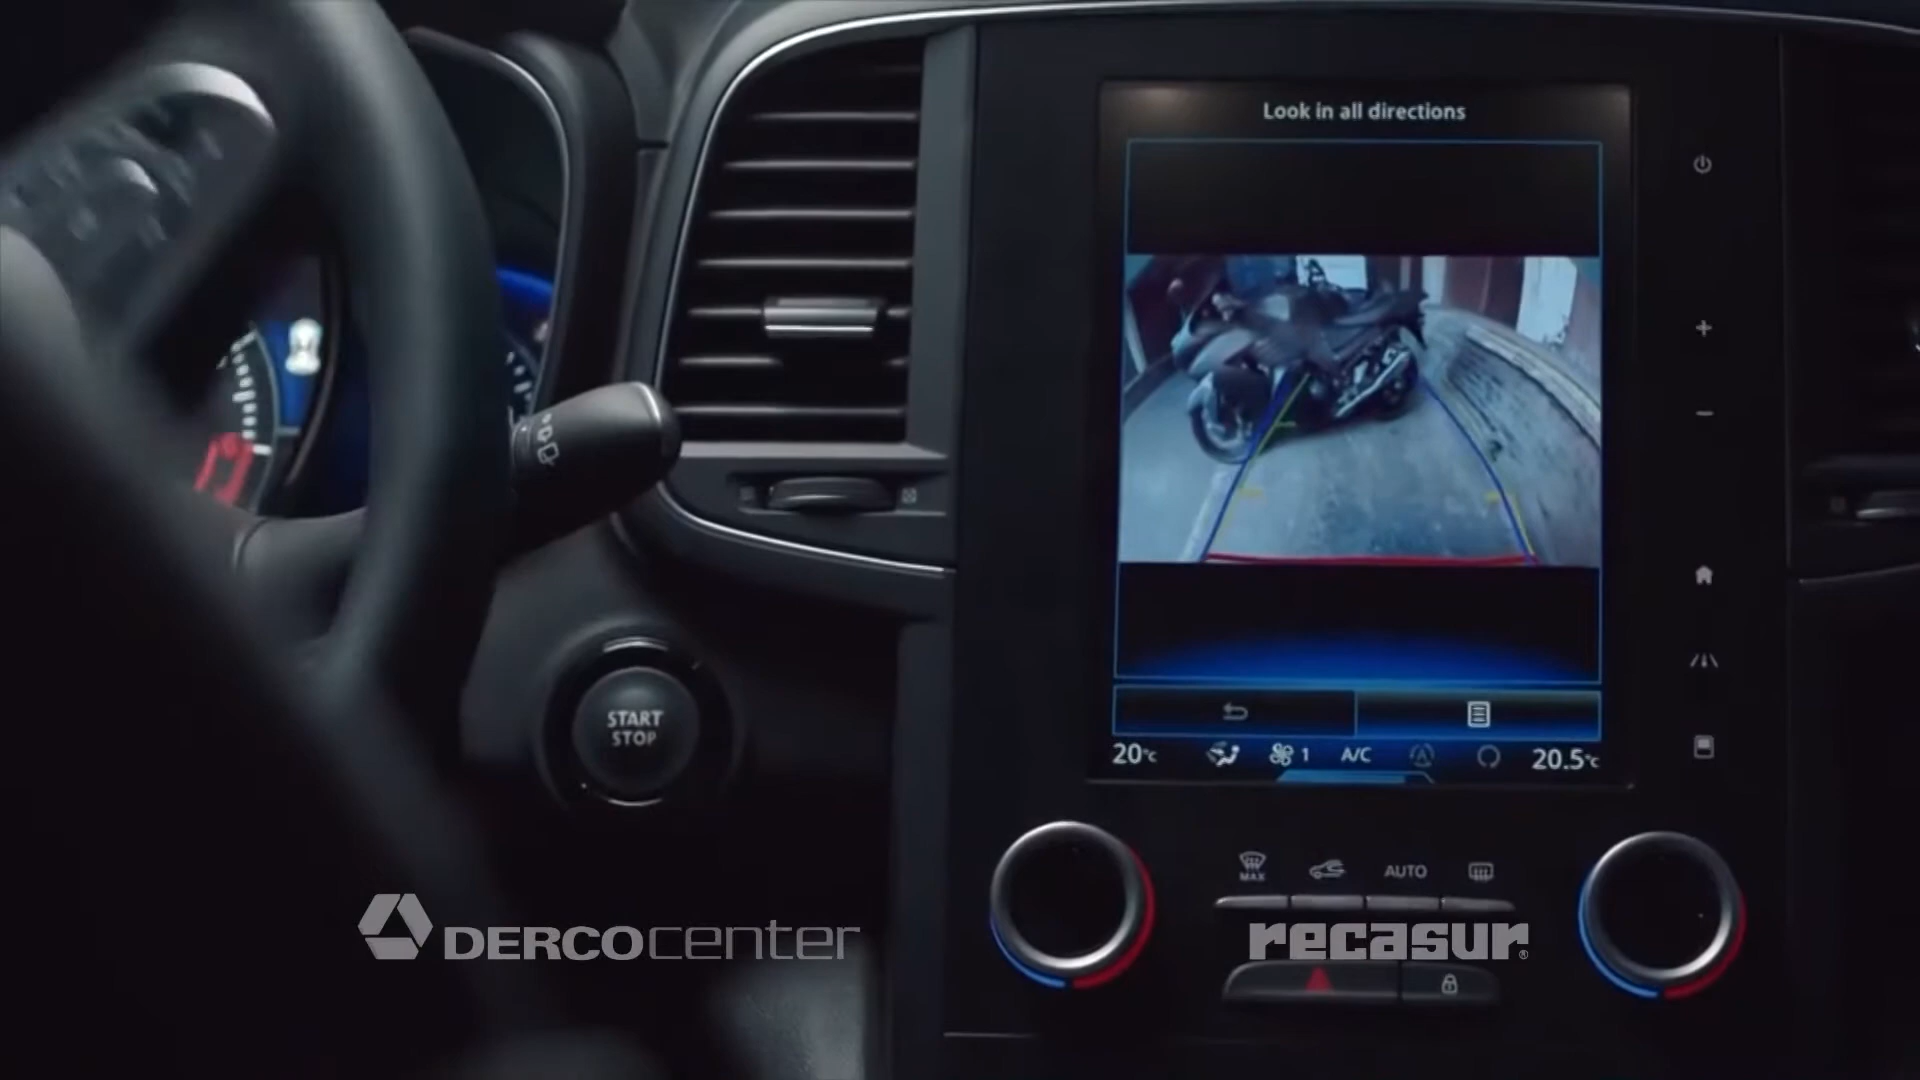 Look in all directions
START
STOP
20°C
1
A/C
20.5°C
MAX
AUTO
DERCOcenter
recasur®